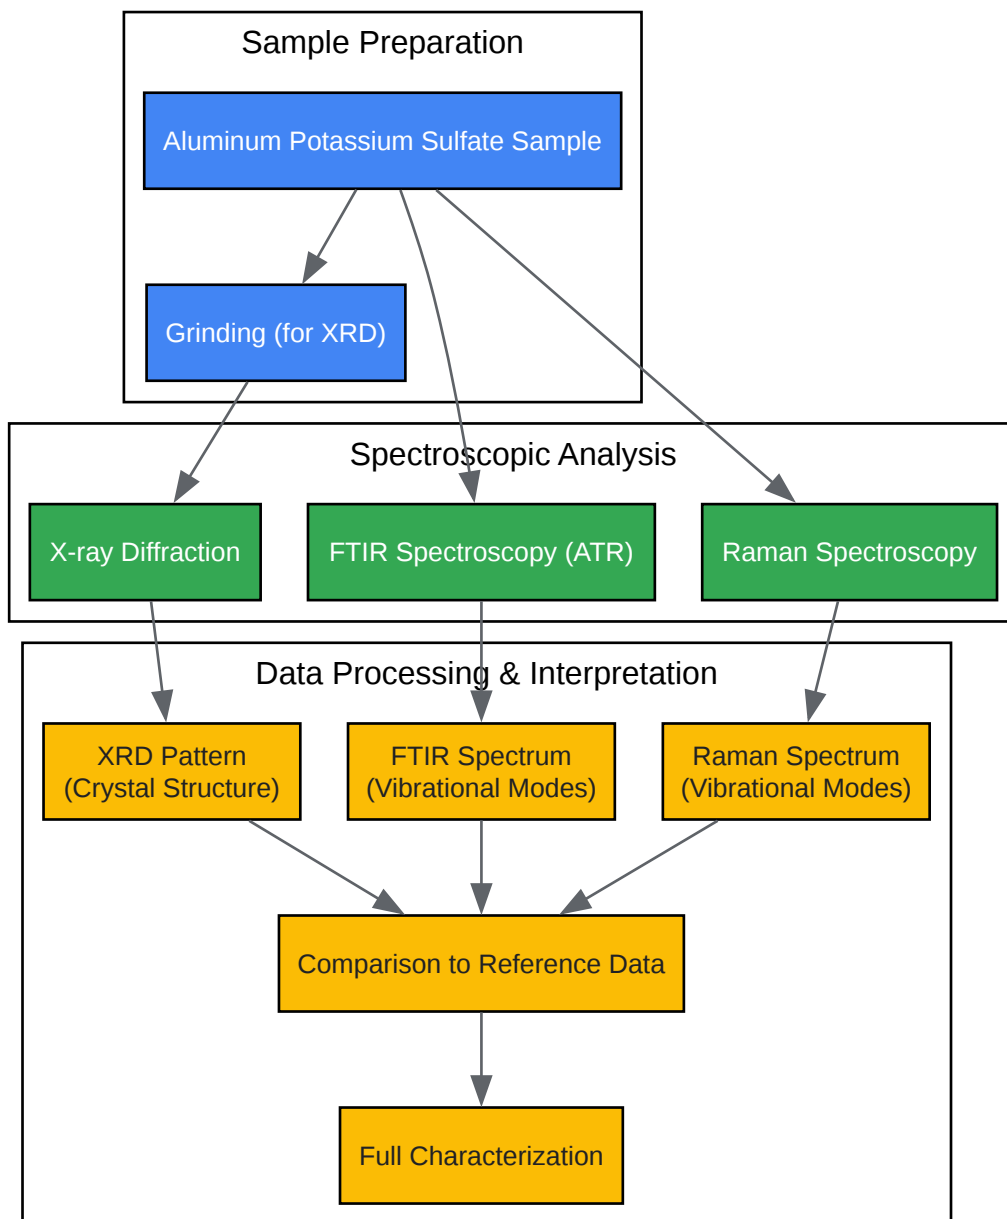 Sample Preparation
Aluminum Potassium Sulfate Sample
Grinding (for XRD)
Spectroscopic Analysis
X-ray Diffraction
FTIR Spectroscopy (ATR)
Raman Spectroscopy
Data Processing & Interpretation
XRD Pattern
(Crystal Structure)
FTIR Spectrum
(Vibrational Modes)
Raman Spectrum
(Vibrational Modes)
Comparison to Reference Data
Full Characterization